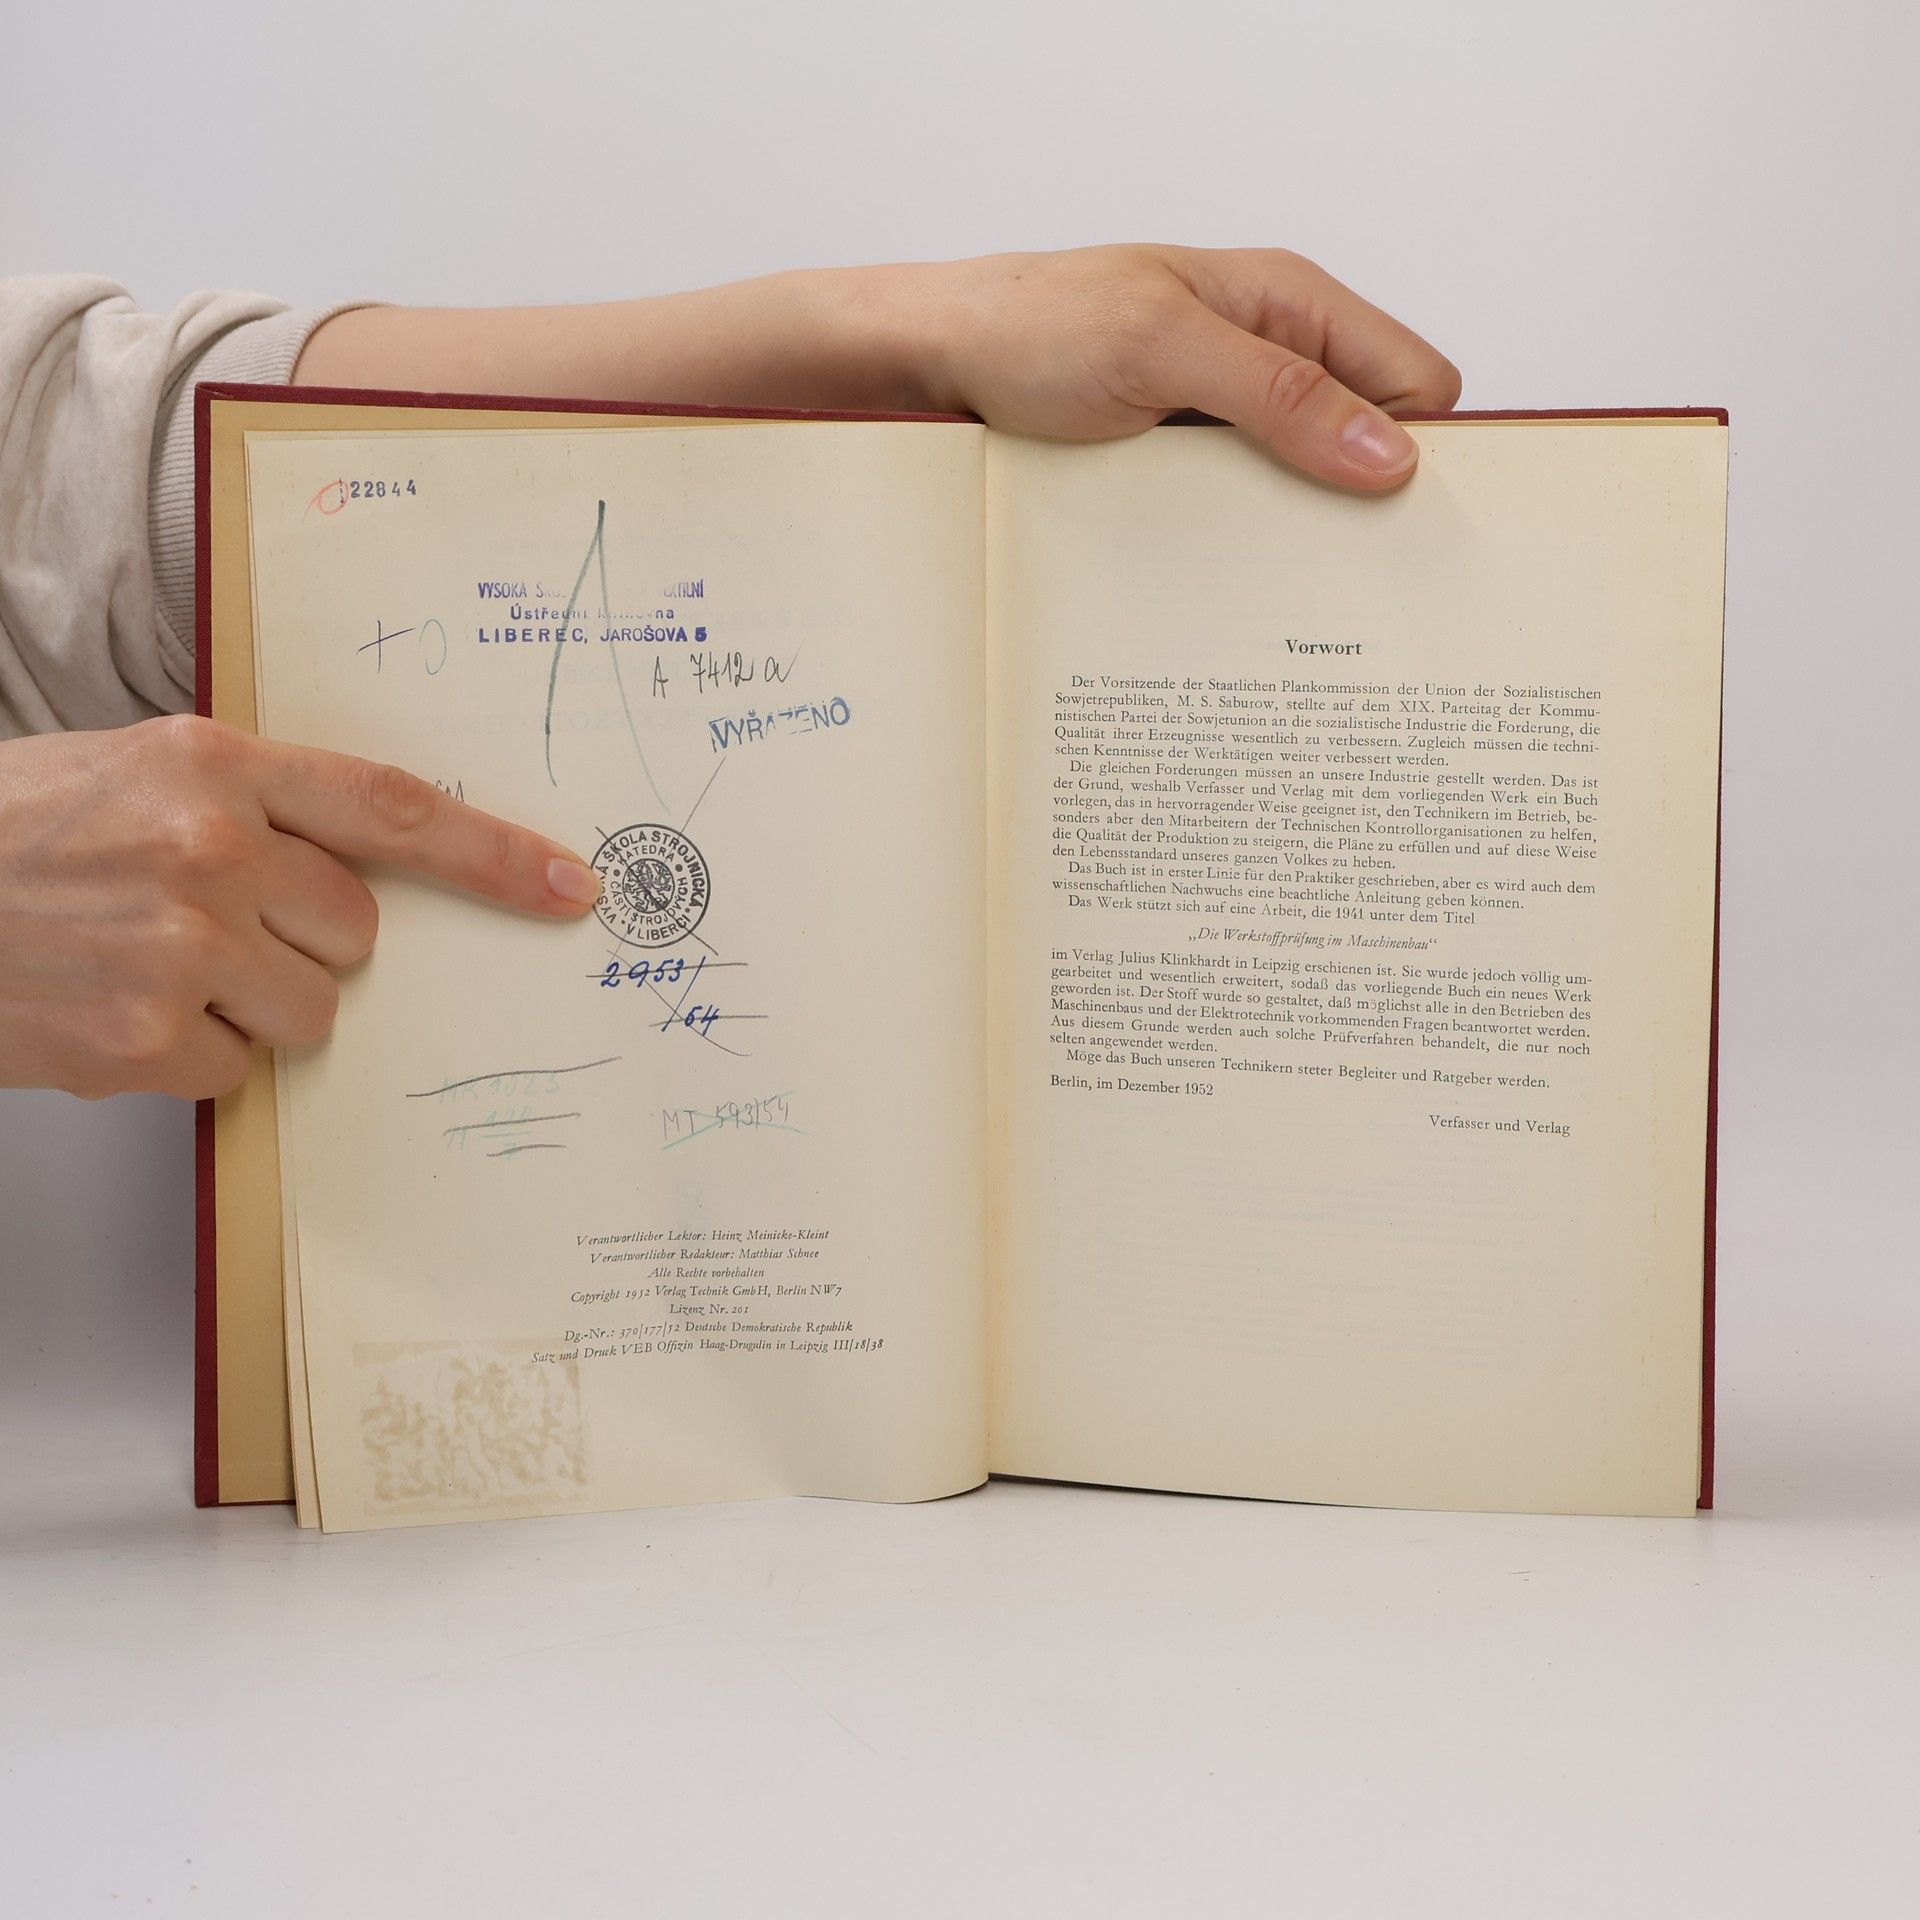 122844
VYSOKÁ
Ústřední
LIBEREC, JAROŠOVA 5
A 7412 a
VYŘAZENO
VYSOKÁ ŠKOLA STROJNICKÁ · V LIBERCI ·
KATEDRA · ČÁSTÍ STROJOVÝCH ·
2953/
/54
MT 593/54
Verantwortlicher Lektor: Heinz Meinicke-Kleint
Verantwortlicher Redakteur: Matthias Schnee
Alle Rechte vorbehalten
Copyright 1952 Verlag Technik GmbH, Berlin NW7
Lizenz Nr. 201
Dg.-Nr.: 370/177/52 Deutsche Demokratische Republik
Satz und Druck VEB Offizin Haag-Drugulin in Leipzig III/18/38
Vorwort
Der Vorsitzende der Staatlichen Plankommission der Union der Sozialistischen
Sowjetrepubliken, M. S. Saburow, stellte auf dem XIX. Parteitag der Kommu-
nistischen Partei der Sowjetunion an die sozialistische Industrie die Forderung, die
Qualität ihrer Erzeugnisse wesentlich zu verbessern. Zugleich müssen die techni-
schen Kenntnisse der Werktätigen weiter verbessert werden.
Die gleichen Forderungen müssen an unsere Industrie gestellt werden. Das ist
der Grund, weshalb Verfasser und Verlag mit dem vorliegenden Werk ein Buch
vorlegen, das in hervorragender Weise geeignet ist, den Technikern im Betrieb, be-
sonders aber den Mitarbeitern der Technischen Kontrollorganisationen zu helfen,
die Qualität der Produktion zu steigern, die Pläne zu erfüllen und auf diese Weise
den Lebensstandard unseres ganzen Volkes zu heben.
Das Buch ist in erster Linie für den Praktiker geschrieben, aber es wird auch dem
wissenschaftlichen Nachwuchs eine beachtliche Anleitung geben können.
Das Werk stützt sich auf eine Arbeit, die 1941 unter dem Titel
„Die Werkstoffprüfung im Maschinenbau“
im Verlag Julius Klinkhardt in Leipzig erschienen ist. Sie wurde jedoch völlig um-
gearbeitet und wesentlich erweitert, sodaß das vorliegende Buch ein neues Werk
geworden ist. Der Stoff wurde so gestaltet, daß möglichst alle in den Betrieben des
Maschinenbaus und der Elektrotechnik vorkommenden Fragen beantwortet werden.
Aus diesem Grunde werden auch solche Prüfverfahren behandelt, die nur noch
selten angewendet werden.
Möge das Buch unseren Technikern steter Begleiter und Ratgeber werden.
Berlin, im Dezember 1952
Verfasser und Verlag